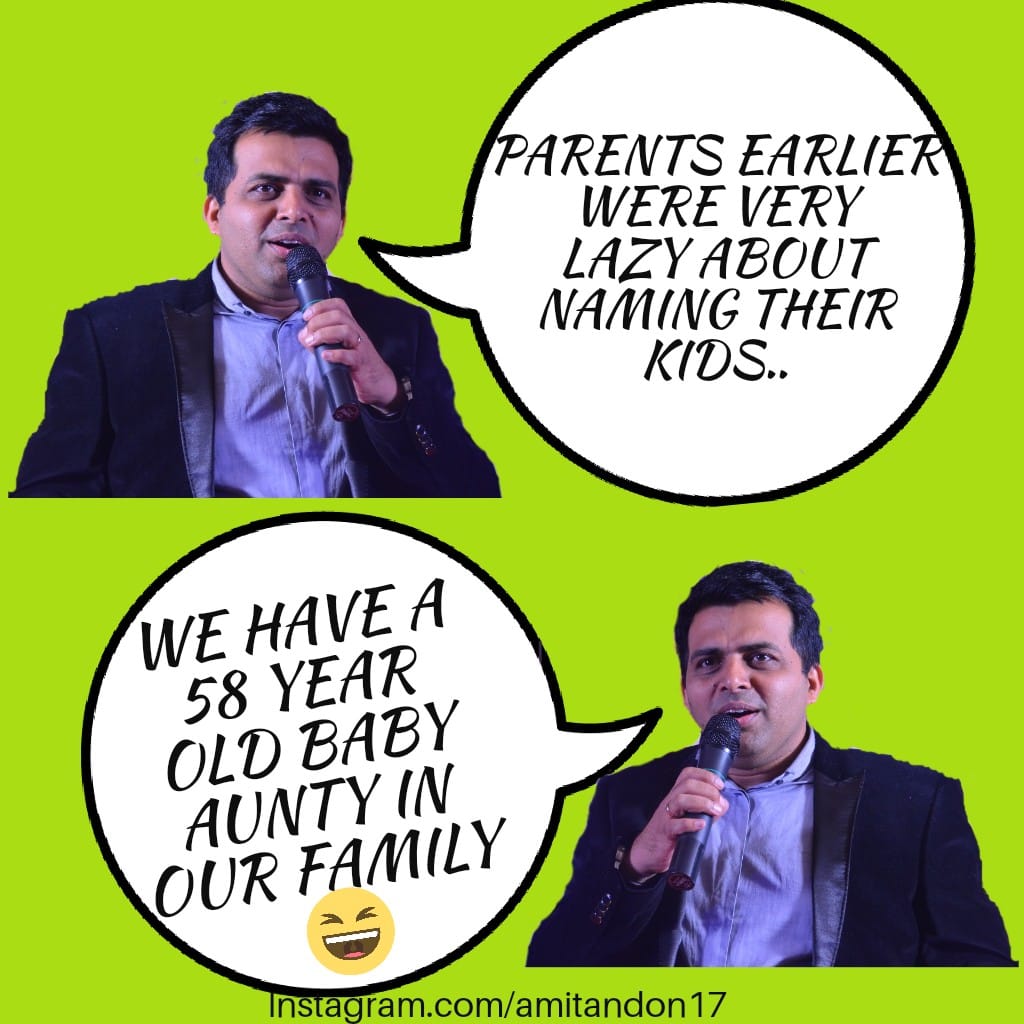 PARENTS EARLIER
WERE VERY
LAZY ABOUT
NAMING THEIR
KIDS..
WE HAVE A
58 YEAR
OLD BABY
AUNTY IN
OUR FAMILY
Instagram.com/amitandon17